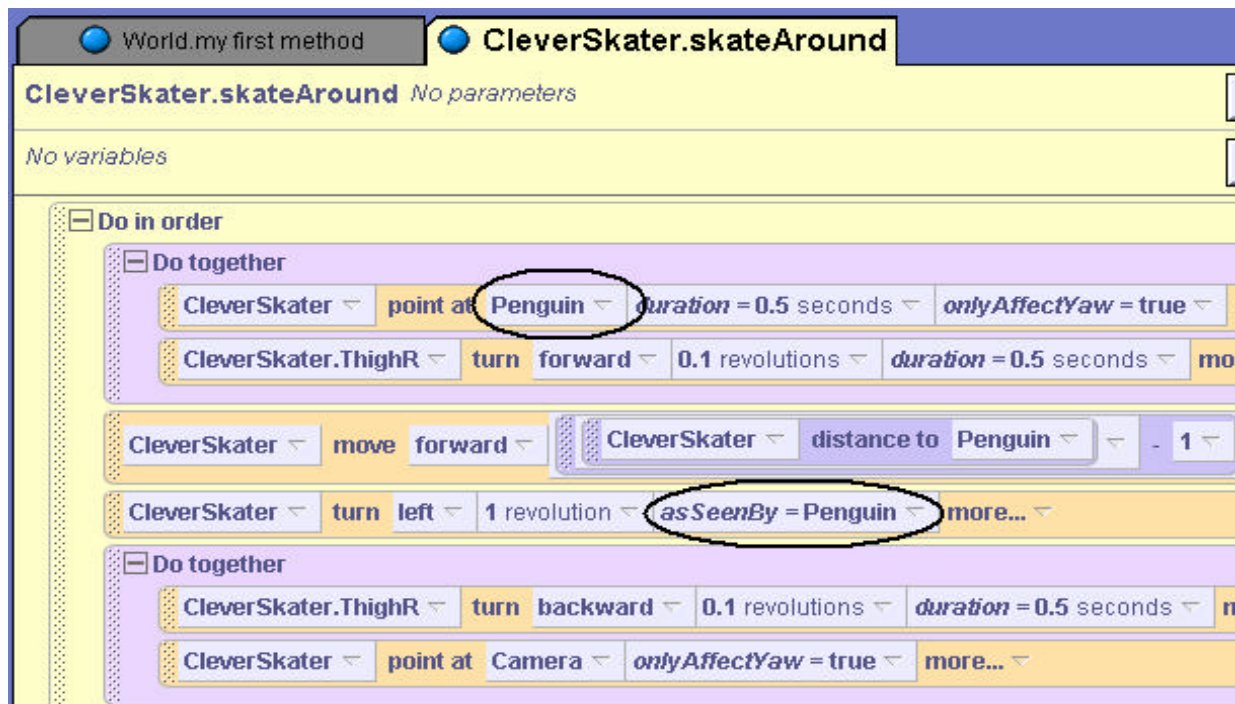 World.my first method CleverSkater.skateAround
CleverSkater.skateAround No parameters
No variables
Do in order
Do together
CleverSkater point at Penguin duration = 0.5 seconds onlyAffectYaw = true
CleverSkater.ThighR turn forward 0.1 revolutions duration = 0.5 seconds mo
CleverSkater move forward CleverSkater distance to Penguin - 1
CleverSkater turn left 1 revolution asSeenBy = Penguin more...
Do together
CleverSkater.ThighR turn backward 0.1 revolutions duration = 0.5 seconds
CleverSkater point at Camera onlyAffectYaw = true more...